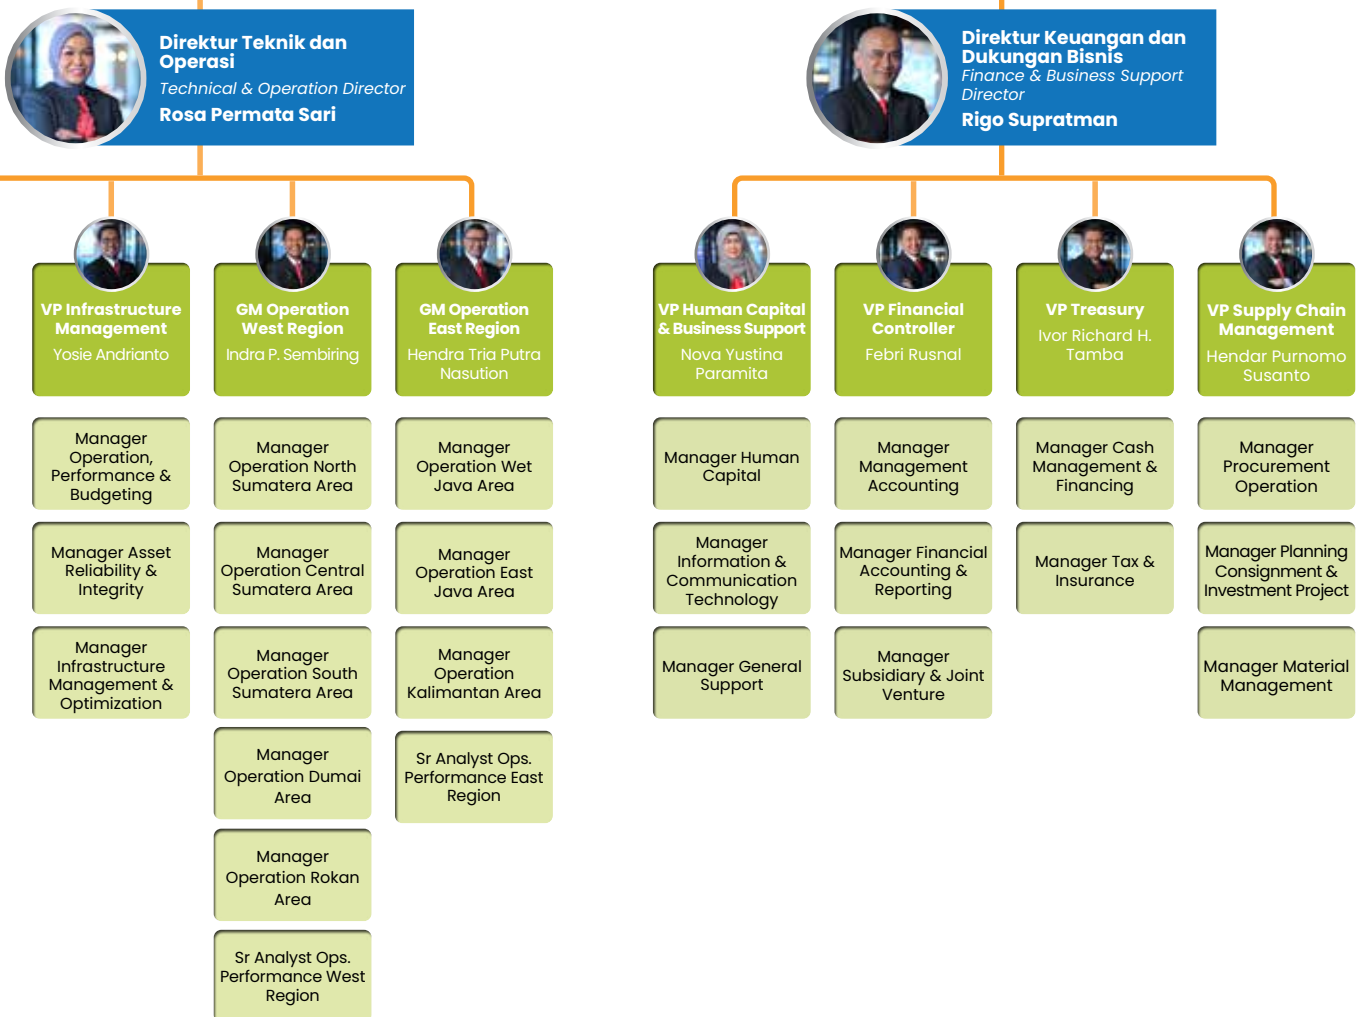 Direktur Teknik dan
Operasi
Technical & Operation Director
Rosa Permata Sari
Direktur Keuangan dan
Dukungan Bisnis
Finance & Business Support
Director
Rigo Supratman
VP Infrastructure
Management
Yosie Andrianto
GM Operation
West Region
Indra P. Sembiring
GM Operation
East Region
Hendra Tria Putra
Nasution
VP Human Capital
& Business Support
Nova Yustina
Paramita
VP Financial
Controller
Febri Rusnal
VP Treasury
Ivor Richard H.
Tamba
VP Supply Chain
Management
Hendar Purnomo
Susanto
Manager
Operation,
Performance &
Budgeting
Manager Asset
Reliability &
Integrity
Manager
Infrastructure
Management &
Optimization
Manager
Operation North
Sumatera Area
Manager
Operation Central
Sumatera Area
Manager
Operation South
Sumatera Area
Manager
Operation Dumai
Area
Manager
Operation Rokan
Area
Sr Analyst Ops.
Performance West
Region
Manager
Operation Wet
Java Area
Manager
Operation East
Java Area
Manager
Operation
Kalimantan Area
Sr Analyst Ops.
Performance East
Region
Manager Human
Capital
Manager
Information &
Communication
Technology
Manager General
Support
Manager
Management
Accounting
Manager Financial
Accounting &
Reporting
Manager
Subsidiary & Joint
Venture
Manager Cash
Management &
Financing
Manager Tax &
Insurance
Manager
Procurement
Operation
Manager Planning
Consignment &
Investment Project
Manager Material
Management